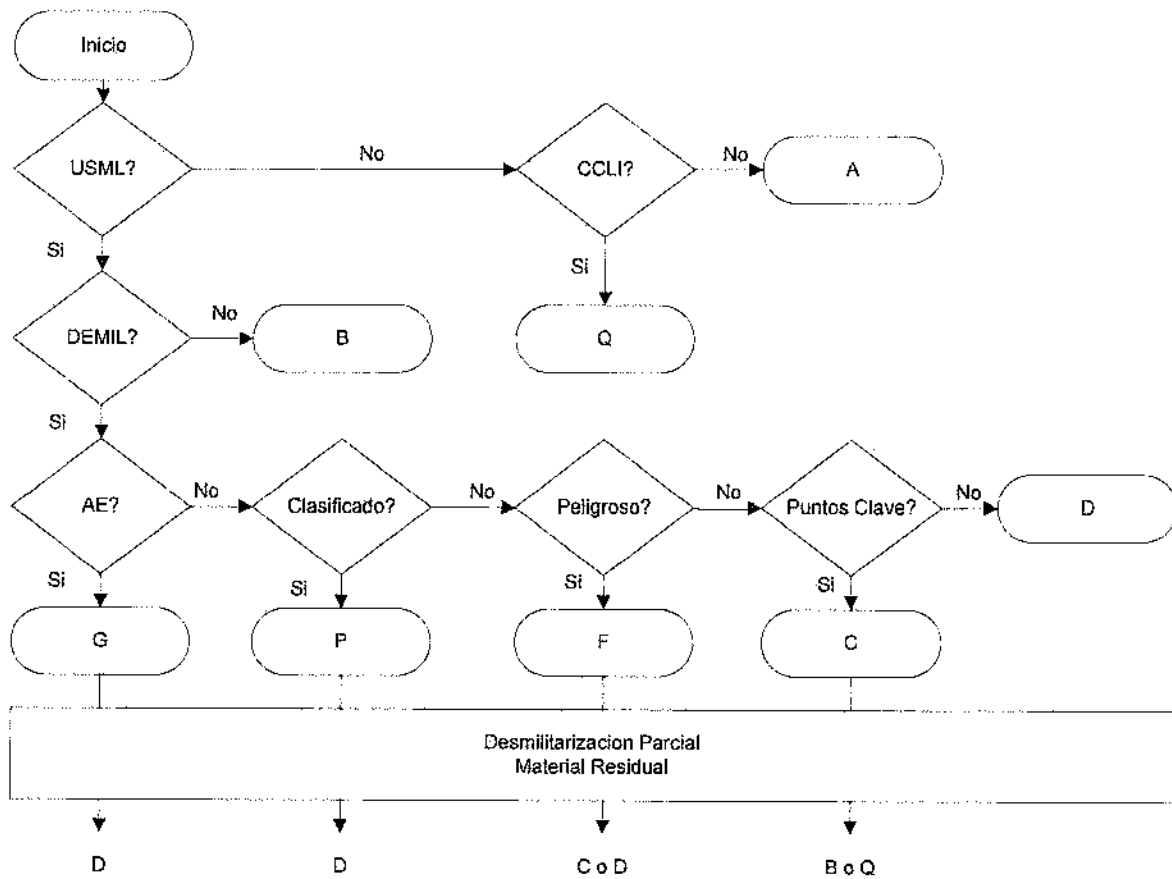 Inicio
USML?
No
CCLI?
No
A
Si
Si
DEMIL?
No
B
Q
Si
AE?
No
Clasificado?
No
Peligroso?
No
Puntos Clave?
No
D
Si
Si
Si
Si
G
P
F
C
Desmilitarizacion Parcial
Material Residual
D
D
C o D
B o Q